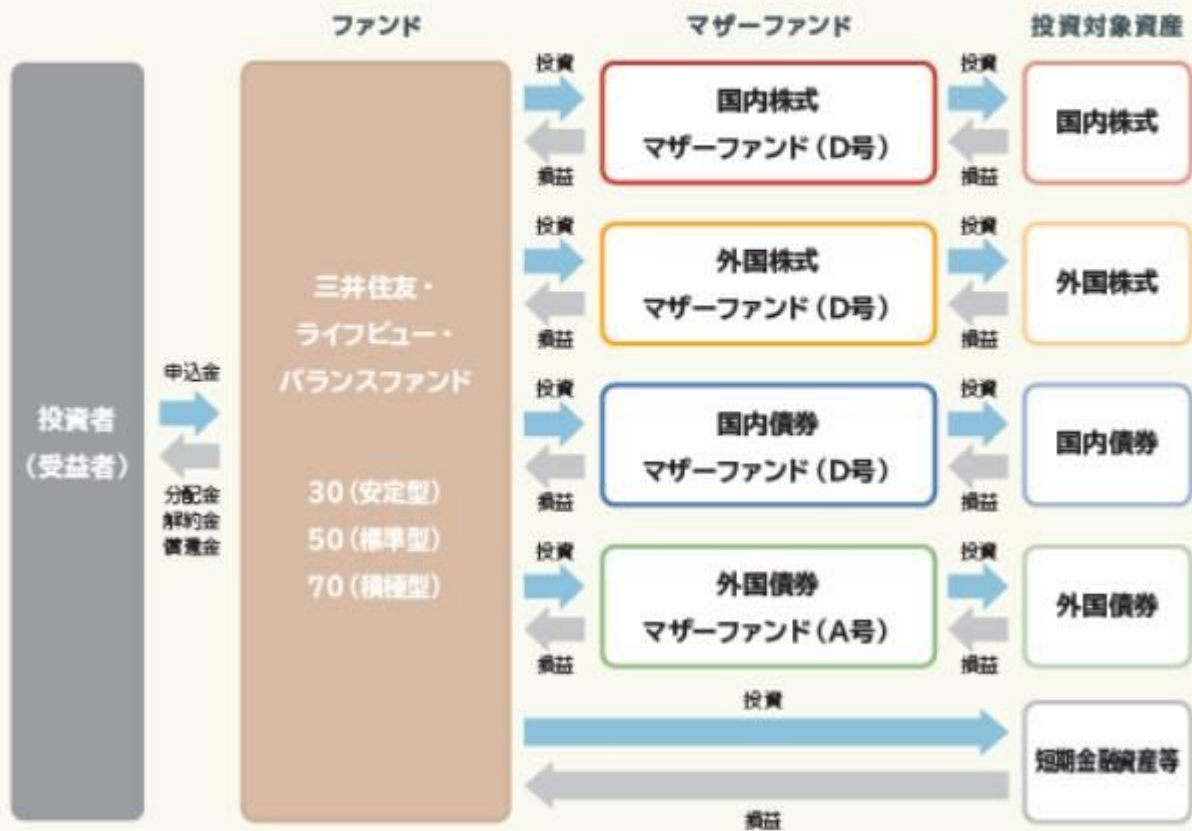 ファンド
マザーファンド
投資対象資産
投資者
（受益者）
申込金
分配金
解約金
償還金
三井住友・
ライフビュー・
バランスファンド
30（安定型）
50（標準型）
70（積極型）
投資
損益
国内株式
マザーファンド（D号）
投資
損益
国内株式
投資
損益
外国株式
マザーファンド（D号）
投資
損益
外国株式
投資
損益
国内債券
マザーファンド（D号）
投資
損益
国内債券
投資
損益
外国債券
マザーファンド（A号）
投資
損益
外国債券
投資
損益
短期金融資産等